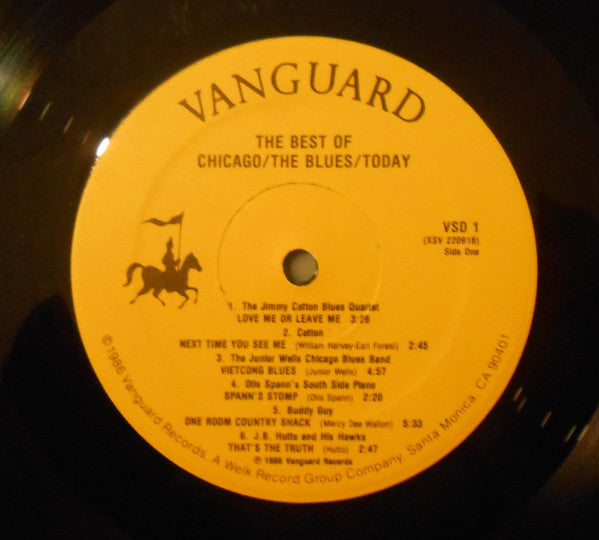 VANGUARD
THE BEST OF
CHICAGO/THE BLUES/TODAY
VSD 1
(XSV 220918)
Side One
1. The Jimmy Cotton Blues Quartet
LOVE ME OR LEAVE ME 3:26
2. Cotton
NEXT TIME YOU SEE ME (William Harvey-Earl Forest) 2:45
3. The Junior Wells Chicago Blues Band
VIETCONG BLUES (Junior Wells) 4:57
4. Otis Spann's South Side Piano
SPANN'S STOMP (Otis Spann) 2:20
5. Buddy Guy
ONE ROOM COUNTRY SHACK (Mercy Dee Walton) 5:33
6. J.B. Hutto and His Hawks
THAT'S THE TRUTH (Hutto) 2:47
℗ 1986 Vanguard Records
©1986 Vanguard Records, A Welk Record Group Company, Santa Monica, CA 90401